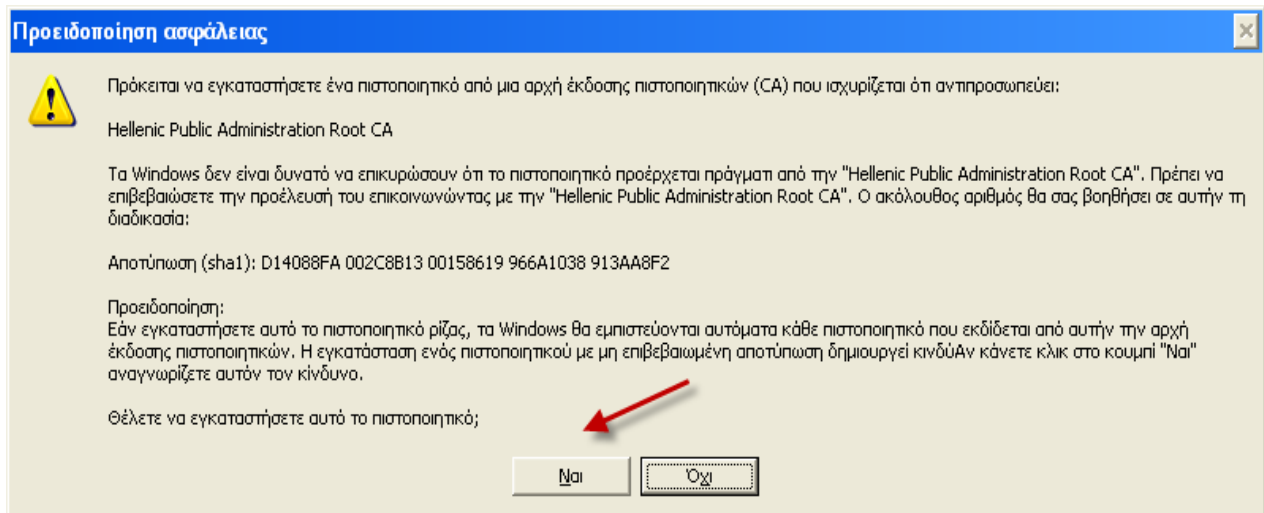 Προειδοποίηση ασφάλειας
Πρόκειται να εγκαταστήσετε ένα πιστοποιητικό από μια αρχή έκδοσης πιστοποιητικών (CA) που ισχυρίζεται ότι αντιπροσωπεύει:
Hellenic Public Administration Root CA
Τα Windows δεν είναι δυνατό να επικυρώσουν ότι το πιστοποιητικό προέρχεται πράγματι από την "Hellenic Public Administration Root CA". Πρέπει να
επιβεβαιώσετε την προέλευσή του επικοινωνώντας με την "Hellenic Public Administration Root CA". Ο ακόλουθος αριθμός θα σας βοηθήσει σε αυτήν τη
διαδικασία:
Αποτύπωση (sha1): D14088FA 002C8B13 00158619 966A1038 913AA8F2
Προειδοποίηση:
Εάν εγκαταστήσετε αυτό το πιστοποιητικό ρίζας, τα Windows θα εμπιστεύονται αυτόματα κάθε πιστοποιητικό που εκδίδεται από αυτήν την αρχή
έκδοσης πιστοποιητικών. Η εγκατάσταση ενός πιστοποιητικού με μη επιβεβαιωμένη αποτύπωση δημιουργεί κινδύΑν κάνετε κλικ στο κουμπί "Ναι"
αναγνωρίζετε αυτόν τον κίνδυνο.
Θέλετε να εγκαταστήσετε αυτό το πιστοποιητικό;
Ναι
Όχι